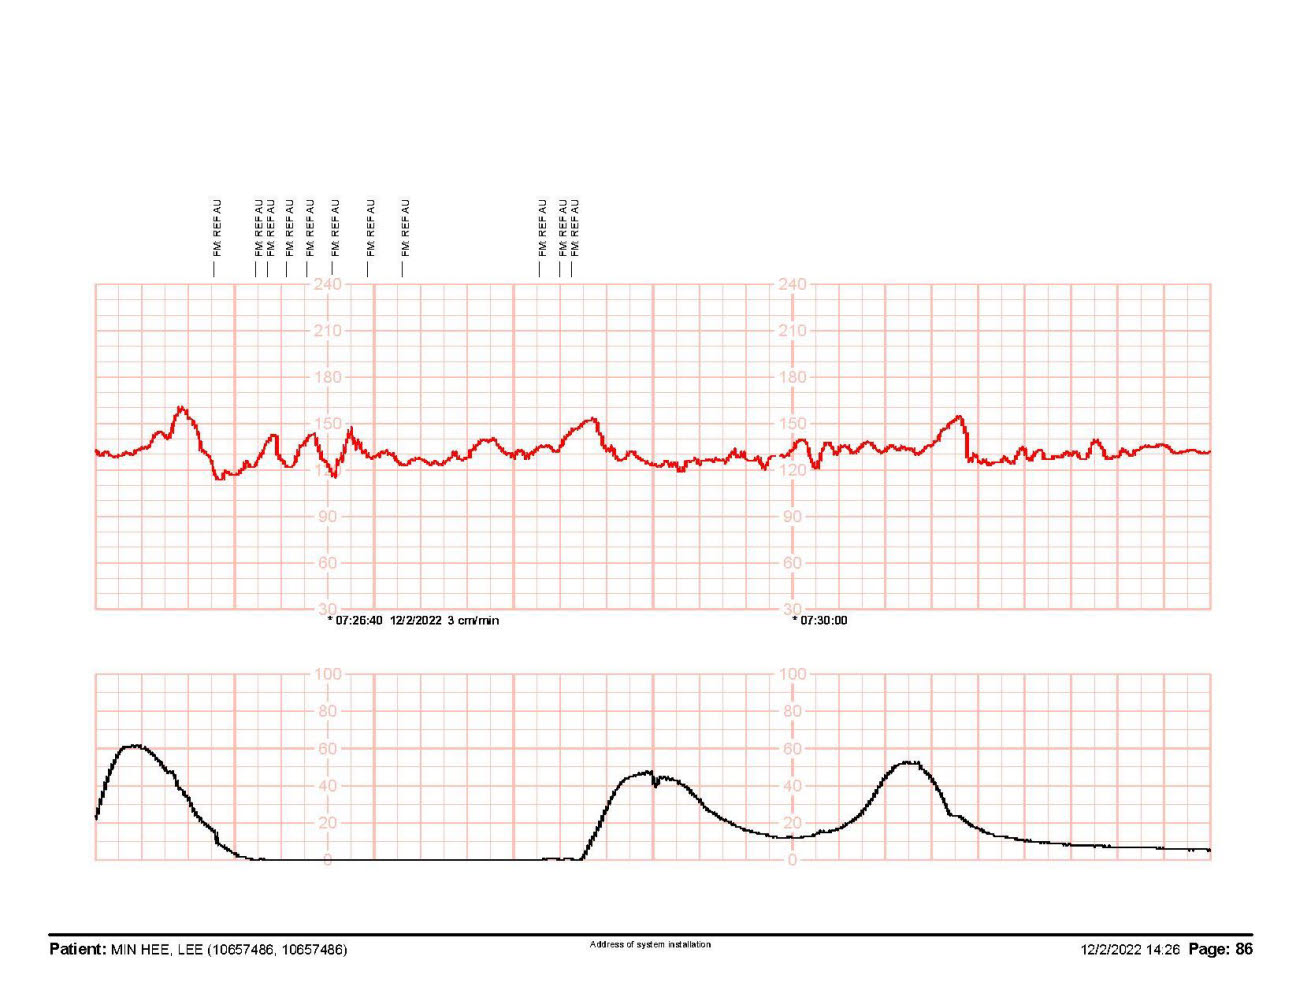 FM: REF AU
FM: REF AU
FM: REF AU
FM: REF AU
FM: REF AU
FM: REF AU
FM: REF AU
FM: REF AU
FM: REF AU
FM: REF AU
FM: REF AU
240 240
210 210
180 180
150 150
120 120
90 90
60 60
30 30
* 07:26:40 12/2/2022 3 cm/min * 07:30:00
100 100
80 80
60 60
40 40
20 20
0 0
Patient: MIN HEE, LEE (10657486, 10657486) Address of system installation 12/2/2022 14:26 Page: 86